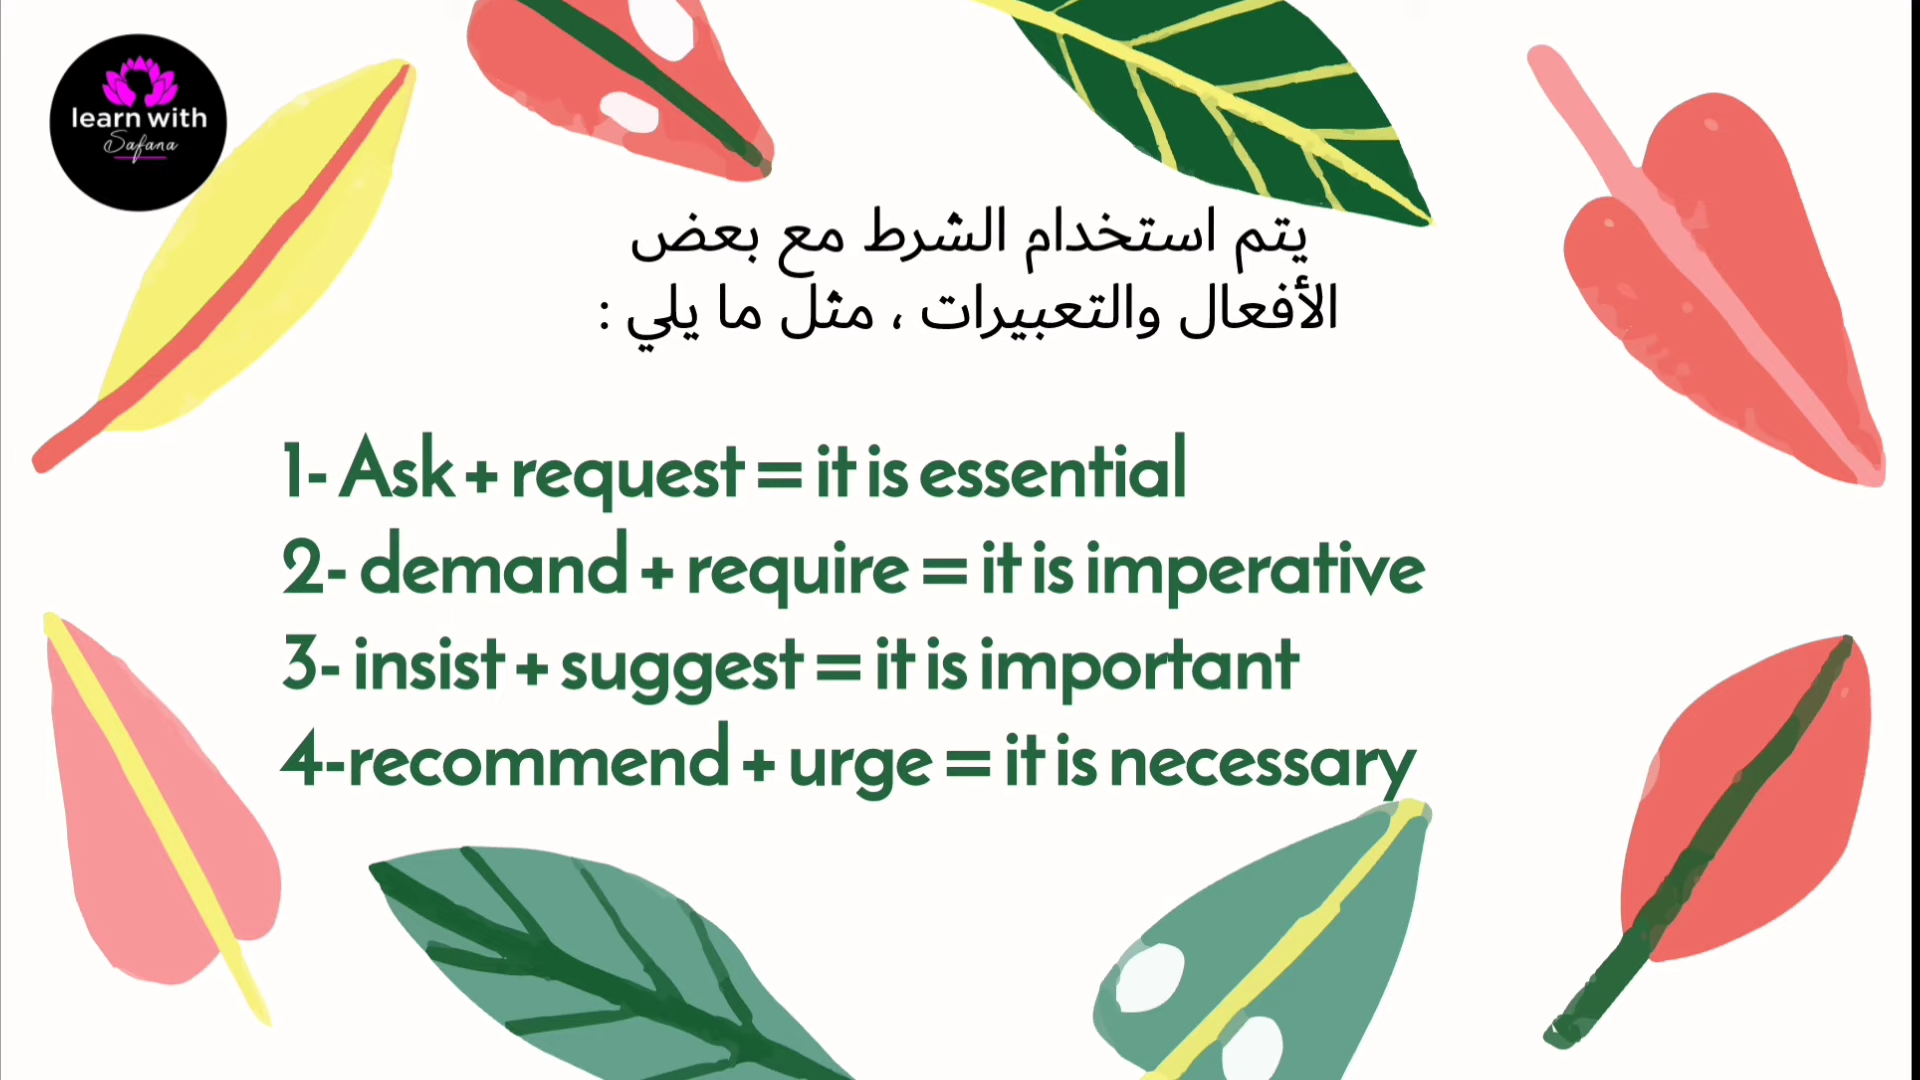 learn with
Safana
يتم استخدام الشرط مع بعض
الأفعال والتعبيرات ، مثل ما يلي :
1- Ask + request = it is essential
2- demand + require = it is imperative
3- insist + suggest = it is important
4-recommend + urge = it is necessary